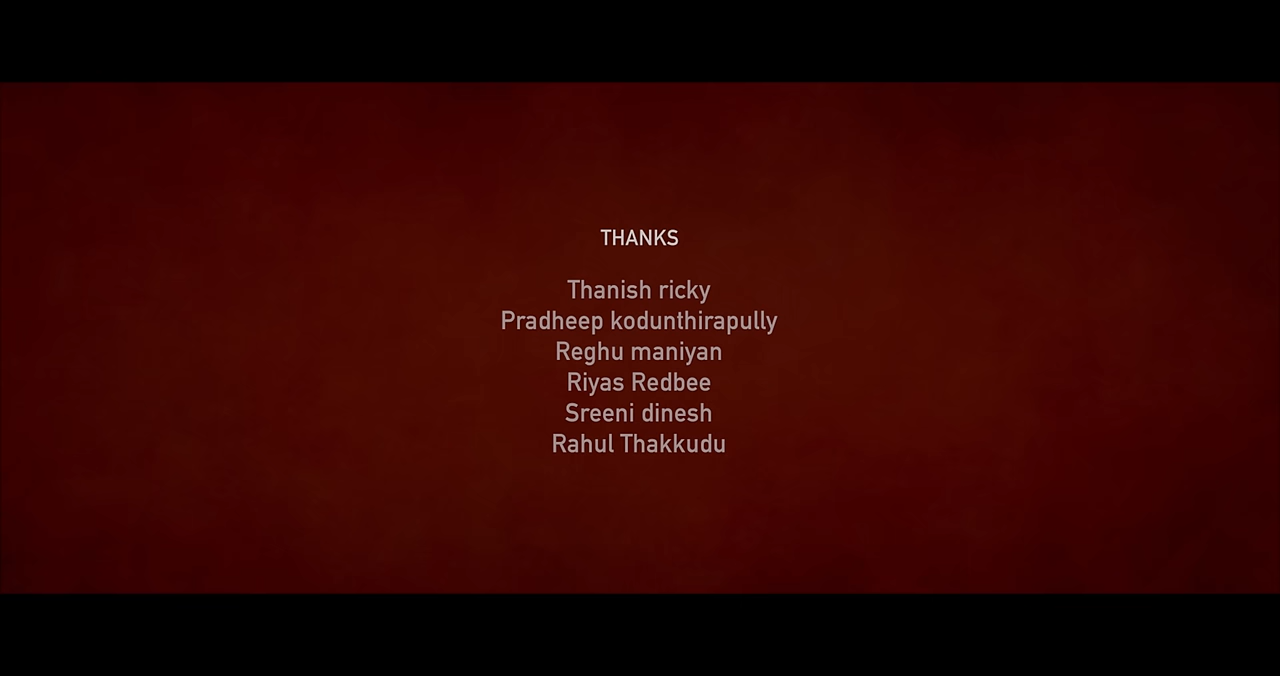 THANKS
Thanish ricky
Pradheep kodunthirapully
Reghu maniyan
Riyas Redbee
Sreeni dinesh
Rahul Thakkudu